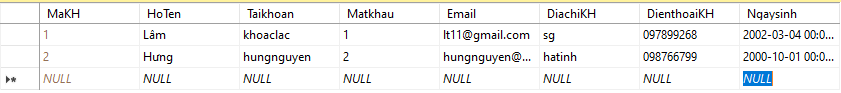 MaKH HoTen Taikhoan Matkhau Email DiachiKH DienthoaiKH Ngaysinh
1 Lâm khoaclac 1 lt11@gmail.com sg 097899268 2002-03-04 00:0...
2 Hưng hungnguyen 2 hungnguyen@... hatinh 098766799 2000-10-01 00:0...
NULL NULL NULL NULL NULL NULL NULL NULL